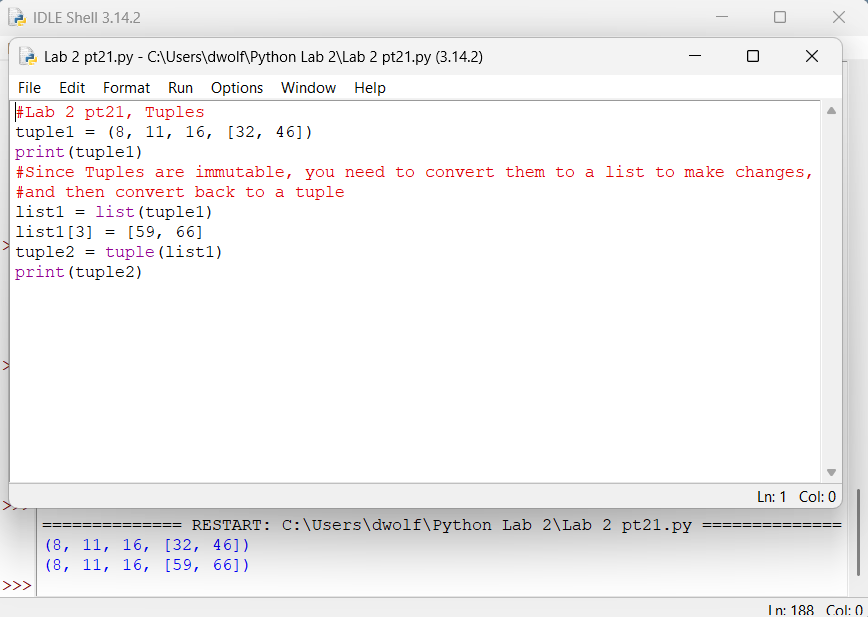 IDLE Shell 3.14.2
Lab 2 pt21.py - C:\Users\dwolf\Python Lab 2\Lab 2 pt21.py (3.14.2)
File Edit Format Run Options Window Help
#Lab 2 pt21, Tuples
tuple1 = (8, 11, 16, [32, 46])
print(tuple1)
#Since Tuples are immutable, you need to convert them to a list to make changes,
#and then convert back to a tuple
list1 = list(tuple1)
list1[3] = [59, 66]
tuple2 = tuple(list1)
print(tuple2)
Ln: 1 Col: 0
============== RESTART: C:\Users\dwolf\Python Lab 2\Lab 2 pt21.py ==============
(8, 11, 16, [32, 46])
(8, 11, 16, [59, 66])
>>>
Ln: 188 Col: 0